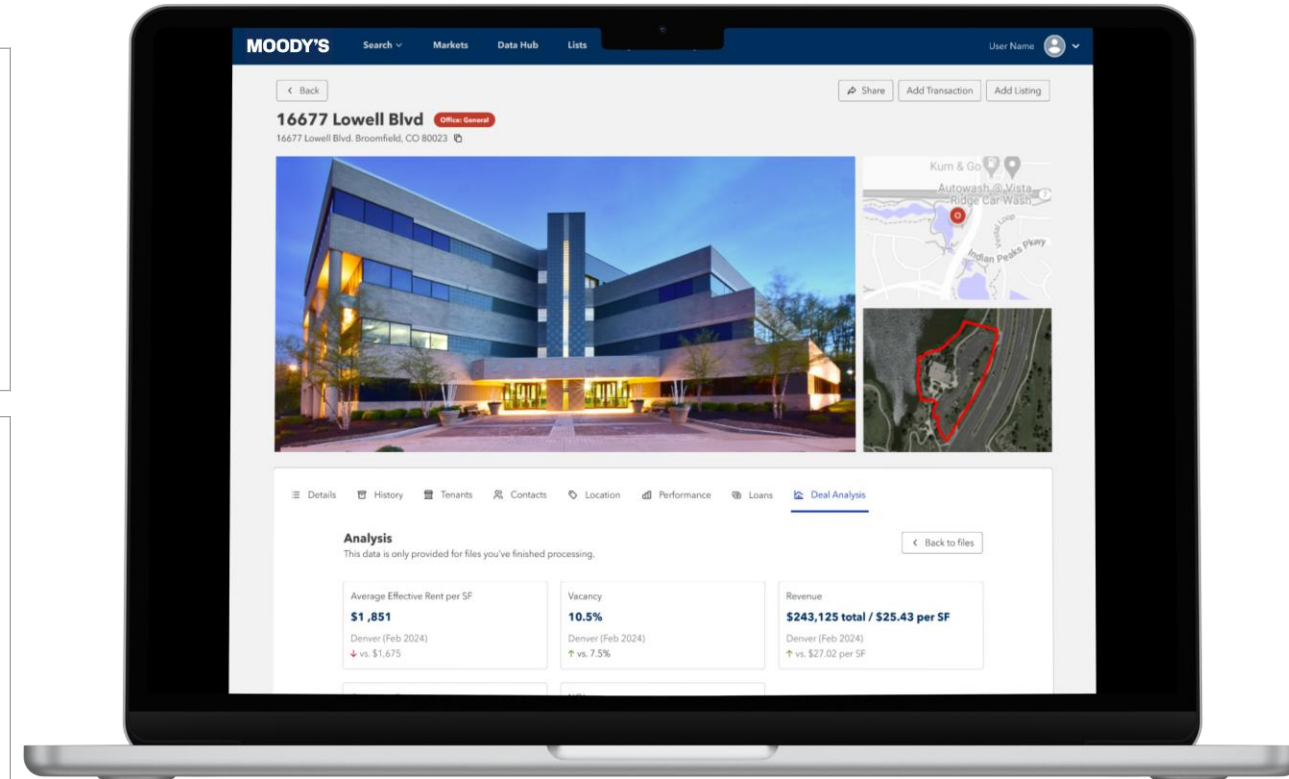 MOODY'S Search Markets Data Hub Lists User Name
Back Share Add Transaction Add Listing
16677 Lowell Blvd Office: General
16677 Lowell Blvd. Broomfield, CO 80023
Kum & Go
Autowash @ Vista
Ridge Car Wash
7
Vista Loop
Indian Peaks Pkwy
Details History Tenants Contacts Location Performance Loans Deal Analysis
Analysis
Back to files
This data is only provided for files you've finished processing.
Average Effective Rent per SF
$1 ,851
Denver (Feb 2024)
↓ vs. $1,675
Vacancy
10.5%
Denver (Feb 2024)
↑ vs. 7.5%
Revenue
$243,125 total / $25.43 per SF
Denver (Feb 2024)
↑ vs. $27.02 per SF